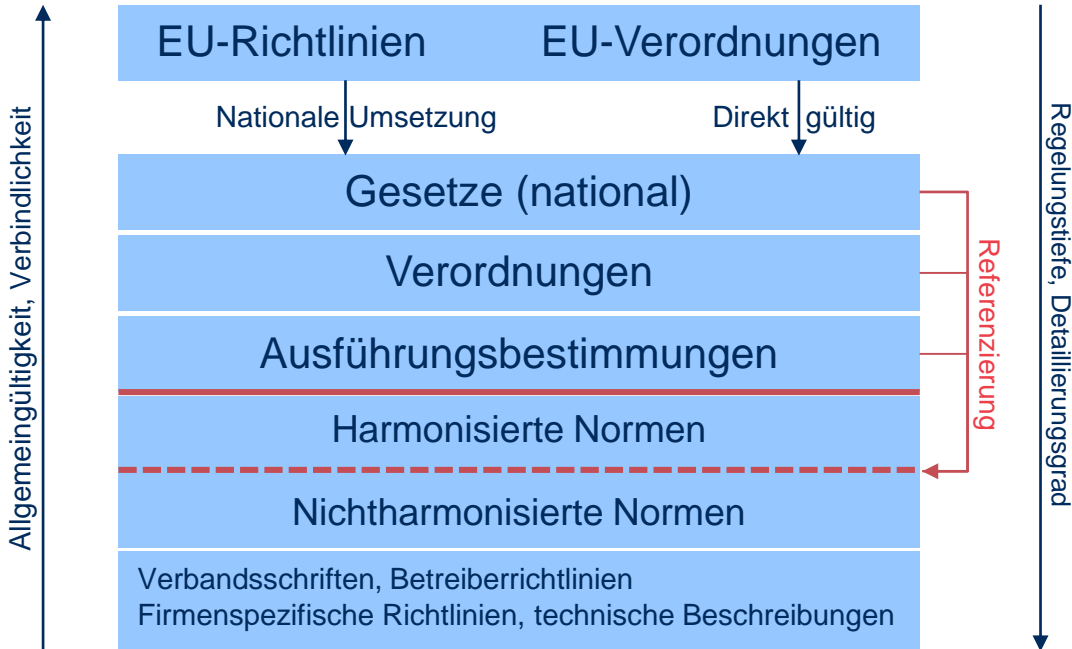 EU-Richtlinien
EU-Verordnungen
Nationale Umsetzung
Direkt gültig
Gesetze (national)
Verordnungen
Ausführungsbestimmungen
Harmonisierte Normen
Nichtharmonisierte Normen
Verbandsschriften, Betreiberrichtlinien
Firmenspezifische Richtlinien, technische Beschreibungen
Allgemeingültigkeit, Verbindlichkeit
Referenzierung
Regelungstiefe, Detaillierungsgrad